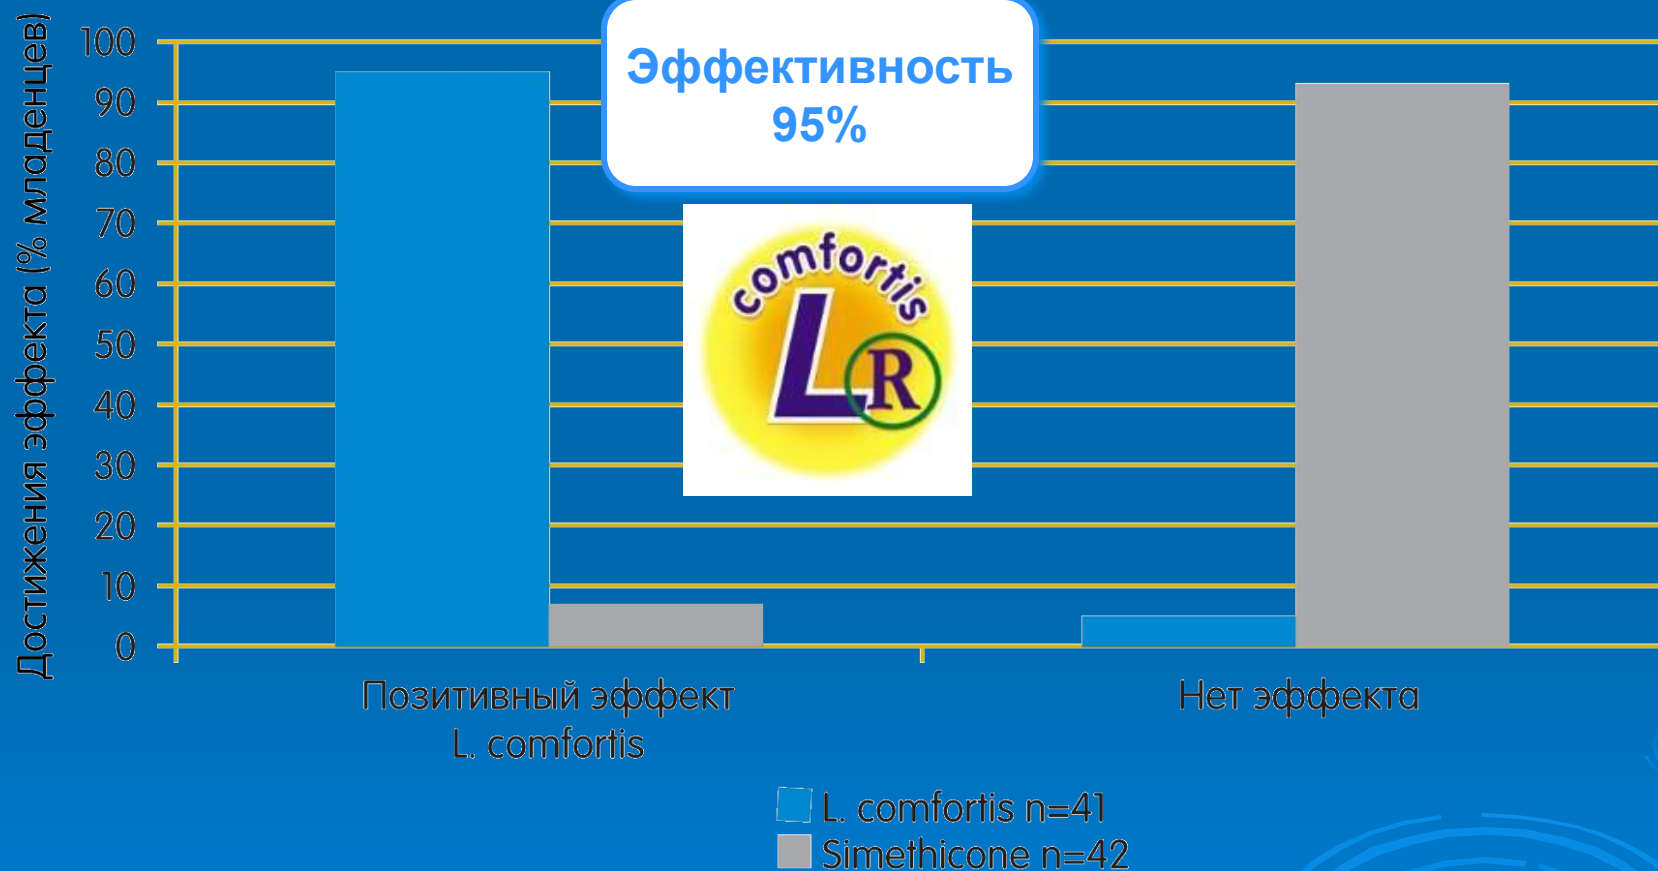 Достижения эффекта (% младенцев)
100
90
80
70
60
50
40
30
20
10
0
Эффективность
95%
comfortis
L R
Позитивный эффект
L. comfortis
Нет эффекта
L. comfortis n=41
Simethicone n=42